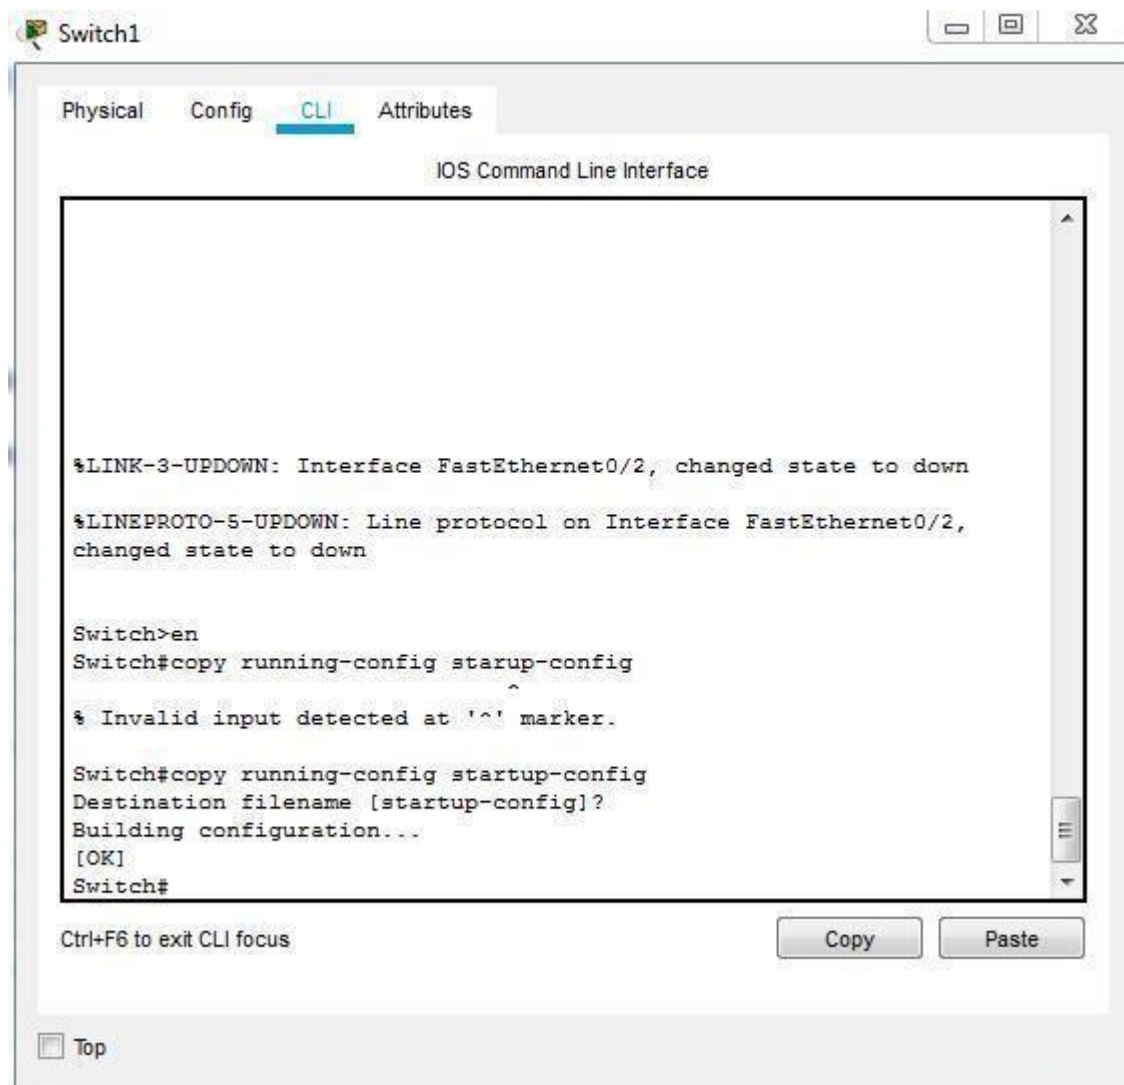 Switch1
Physical Config CLI Attributes
IOS Command Line Interface
%LINK-3-UPDOWN: Interface FastEthernet0/2, changed state to down
%LINEPROTO-5-UPDOWN: Line protocol on Interface FastEthernet0/2,
changed state to down
Switch>en
Switch#copy running-config starup-config
^
% Invalid input detected at '^' marker.
Switch#copy running-config startup-config
Destination filename [startup-config]?
Building configuration...
[OK]
Switch#
Ctrl+F6 to exit CLI focus
Copy
Paste
Top